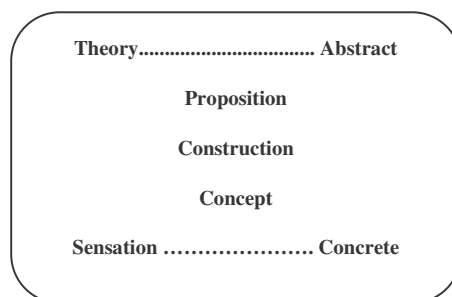 Theory.................................. Abstract
Proposition
Construction
Concept
Sensation …………………. Concrete